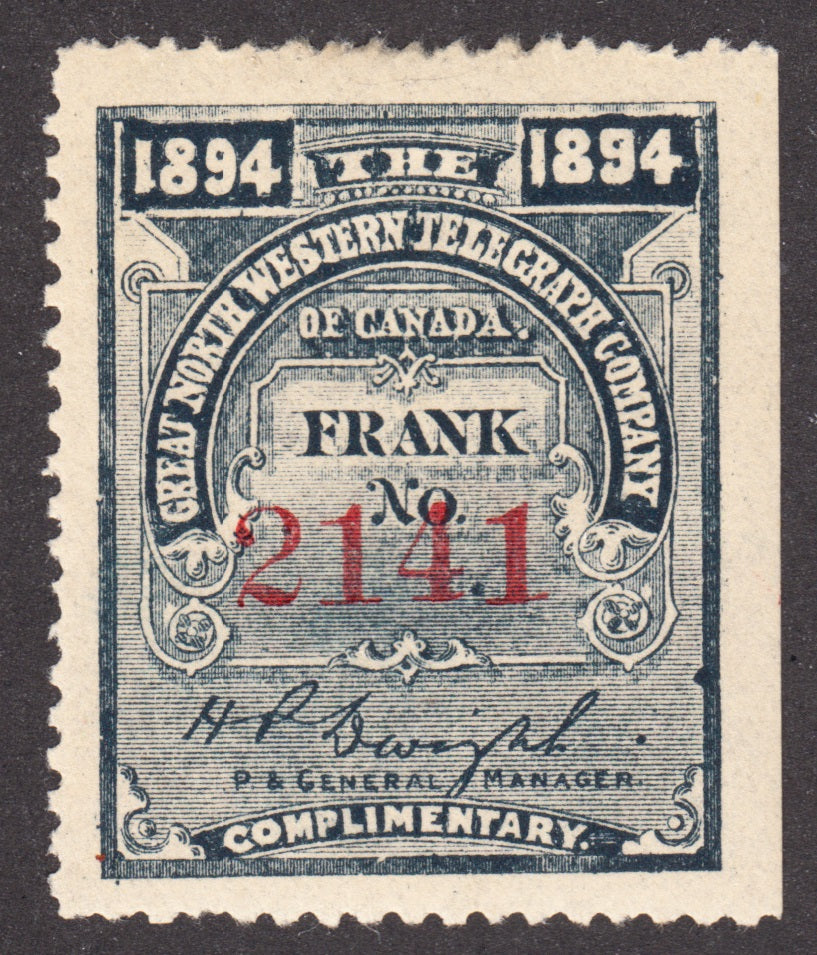 1894 THE 1894
GREAT NORTH WESTERN TELEGRAPH COMPANY
OF CANADA.
FRANK
No.
2141
H P Dwight
P & GENERAL MANAGER.
COMPLIMENTARY.